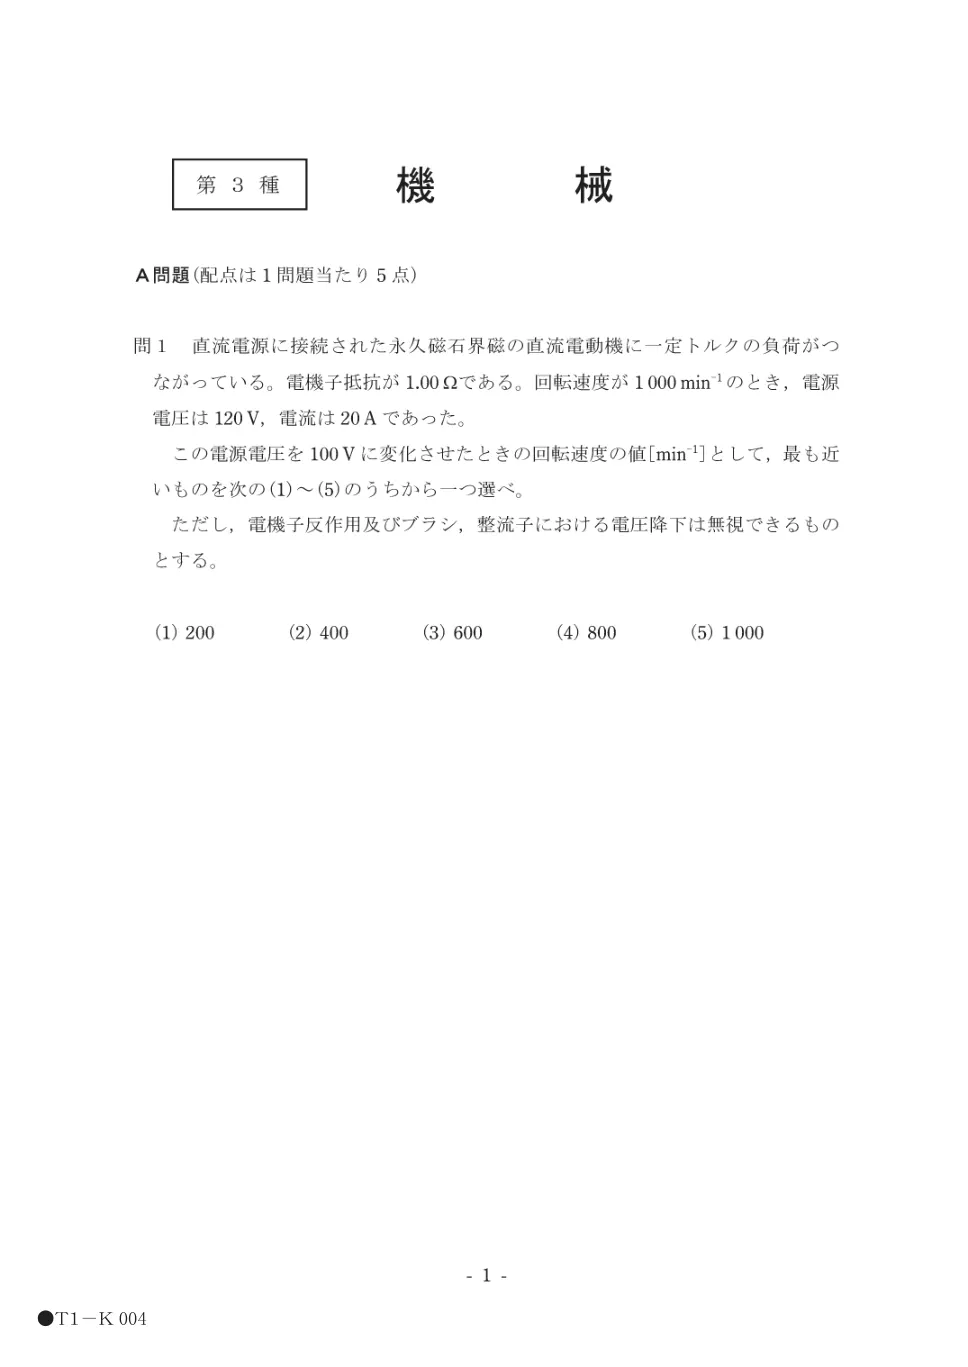 第 3 種
機 械
A問題(配点は1問題当たり5点)
問1 直流電源に接続された永久磁石界磁の直流電動機に一定トルクの負荷がつ
ながっている。電機子抵抗が 1.00 Ωである。回転速度が 1 000 min⁻¹ のとき，電源
電圧は 120 V，電流は 20 A であった。
この電源電圧を 100 V に変化させたときの回転速度の値[min⁻¹]として，最も近
いものを次の(1)～(5)のうちから一つ選べ。
ただし，電機子反作用及びブラシ，整流子における電圧降下は無視できるもの
とする。
(1) 200 (2) 400 (3) 600 (4) 800 (5) 1 000
- 1 -
●T1－K 004